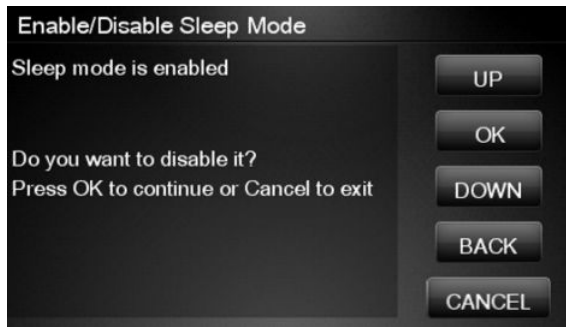 Enable/Disable Sleep Mode
Sleep mode is enabled
Do you want to disable it?
Press OK to continue or Cancel to exit
UP
OK
DOWN
BACK
CANCEL